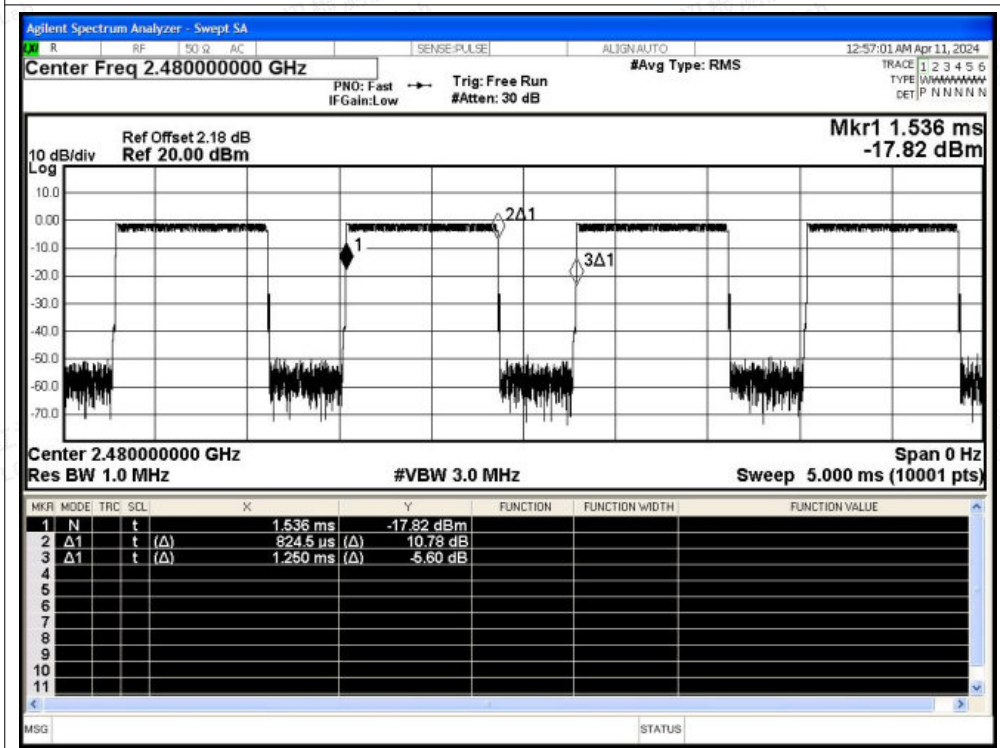 Agilent Spectrum Analyzer - Swept SA
LXI R RF 50 Ω AC SENSE:PULSE ALIGN AUTO 12:57:01 AM Apr 11, 2024
Center Freq 2.480000000 GHz #Avg Type: RMS TRACE 1 2 3 4 5 6
PNO: Fast Trig: Free Run TYPE WWWWWW
IFGain:Low #Atten: 30 dB DET P N N N N N
Mkr1 1.536 ms
Ref Offset 2.18 dB
10 dB/div Ref 20.00 dBm -17.82 dBm
Log
10.0
0.00
2Δ1
-10.0
1
3Δ1
-20.0
-30.0
-40.0
-50.0
-60.0
-70.0
Center 2.480000000 GHz Span 0 Hz
Res BW 1.0 MHz #VBW 3.0 MHz Sweep 5.000 ms (10001 pts)
MKR MODE TRC SCL X Y FUNCTION FUNCTION WIDTH FUNCTION VALUE
1 N t 1.536 ms -17.82 dBm
2 Δ1 t (Δ) 824.5 µs (Δ) 10.78 dB
3 Δ1 t (Δ) 1.250 ms (Δ) -5.60 dB
4
5
6
7
8
9
10
11
MSG STATUS